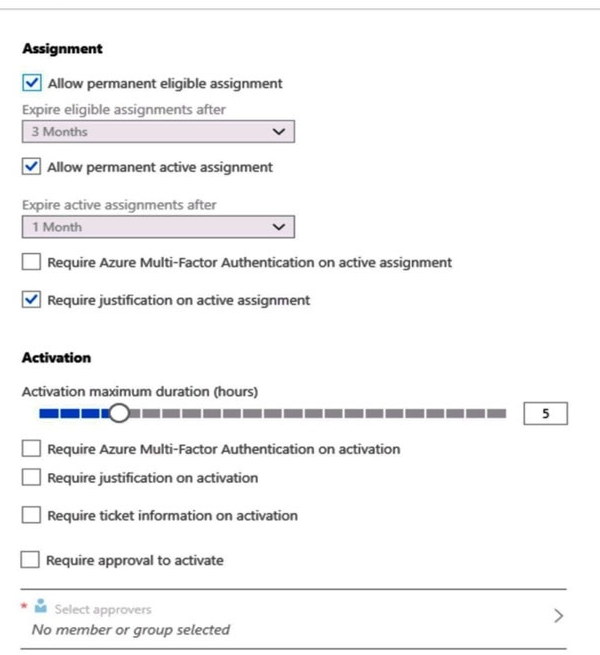 Assignment
Allow permanent eligible assignment
Expire eligible assignments after
3 Months
Allow permanent active assignment
Expire active assignments after
1 Month
Require Azure Multi-Factor Authentication on active assignment
Require justification on active assignment
Activation
Activation maximum duration (hours)
5
Require Azure Multi-Factor Authentication on activation
Require justification on activation
Require ticket information on activation
Require approval to activate
* Select approvers
No member or group selected